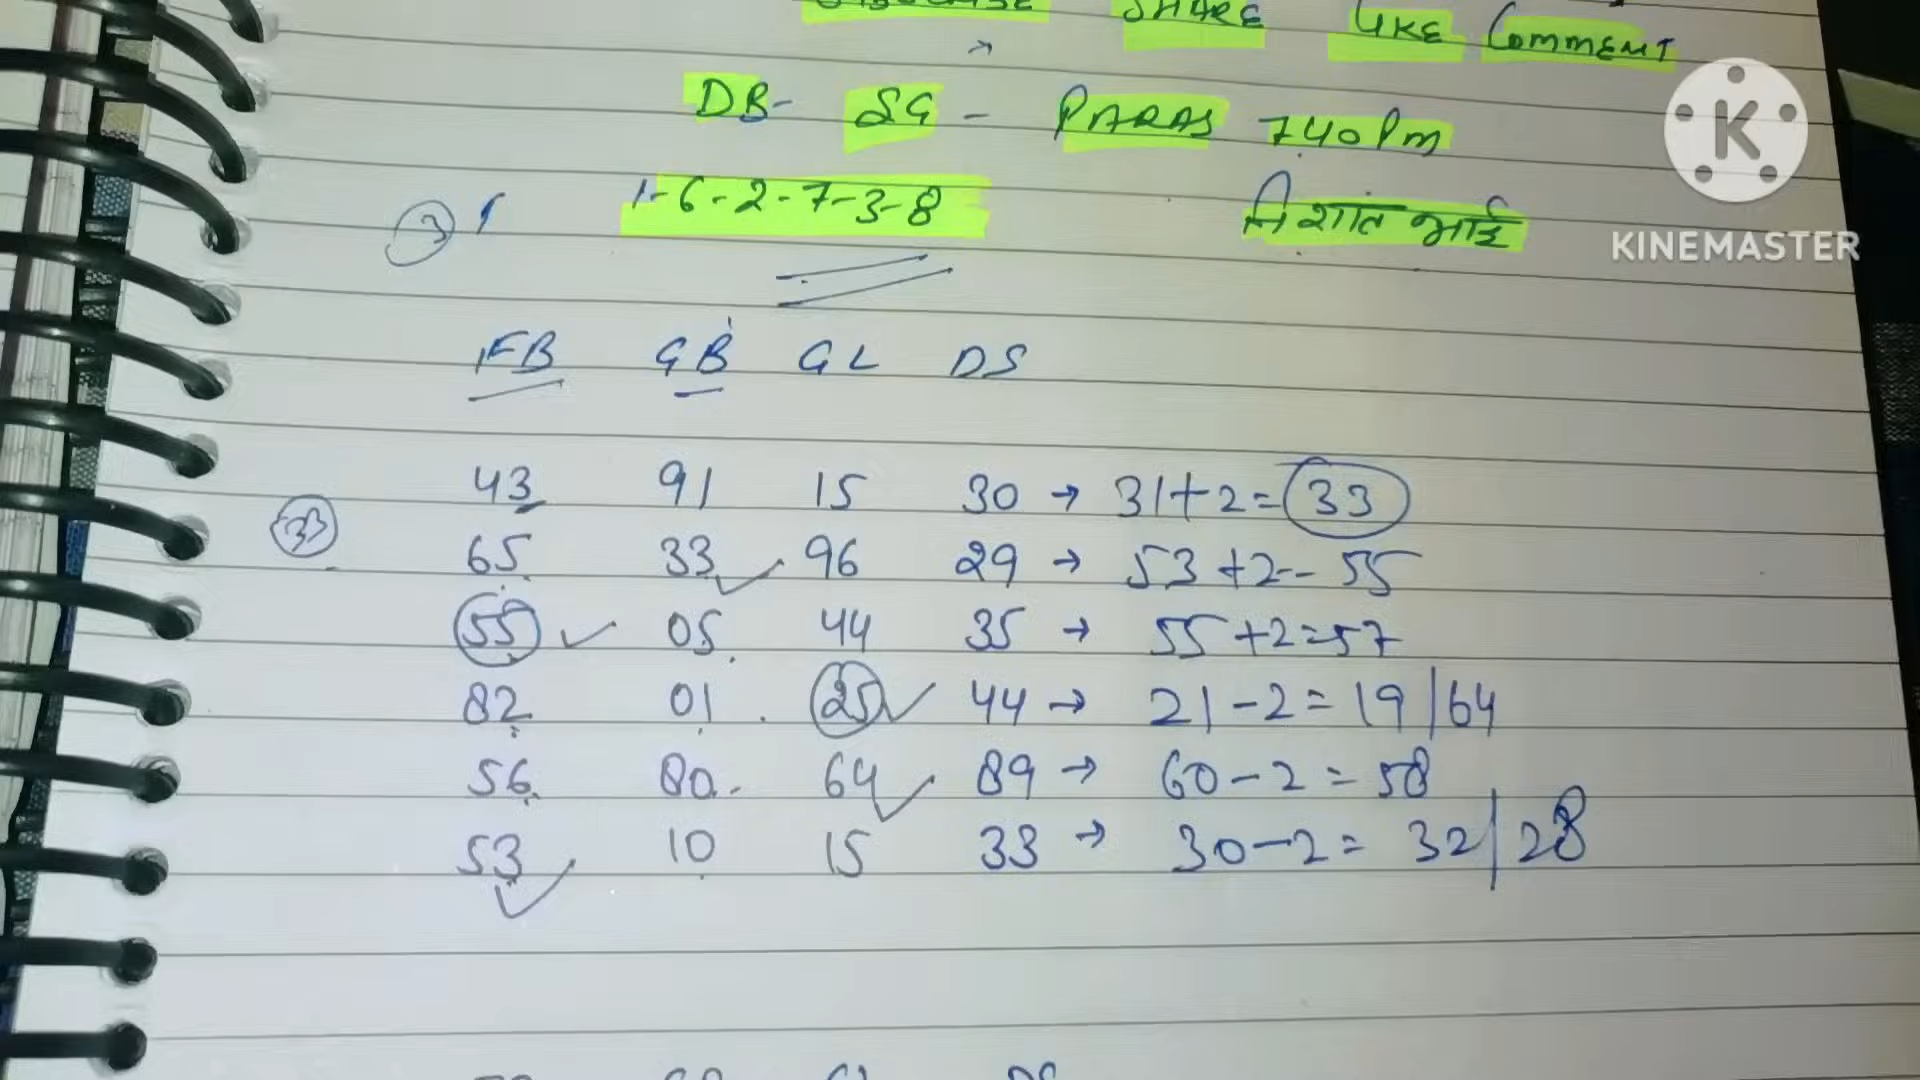 SHARE LIKE COMMENT
DB- SG - PARAS 7.40 Pm
1-6-2-7-3-8 निशांत भाई
3
KINEMASTER
FB GB GL DS
43 91 15 30 → 31+2=33
33
65 33 96 29 → 53+2-55
55 05 44 35 → 55+2=57
82 01 25 44 → 21-2=19|64
56 80 64 89 → 60-2=58
53 10 15 33 → 30-2=32|28